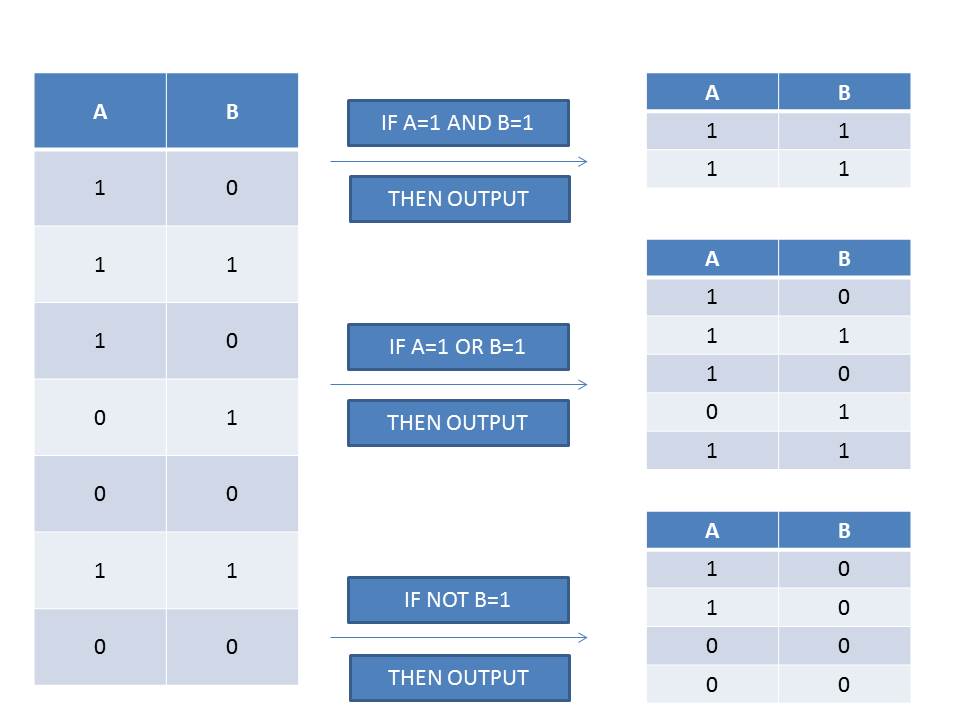 A B
1 0
1 1
1 0
0 1
0 0
1 1
0 0
IF A=1 AND B=1
THEN OUTPUT
A B
1 1
1 1
IF A=1 OR B=1
THEN OUTPUT
A B
1 0
1 1
1 0
0 1
1 1
IF NOT B=1
THEN OUTPUT
A B
1 0
1 0
0 0
0 0